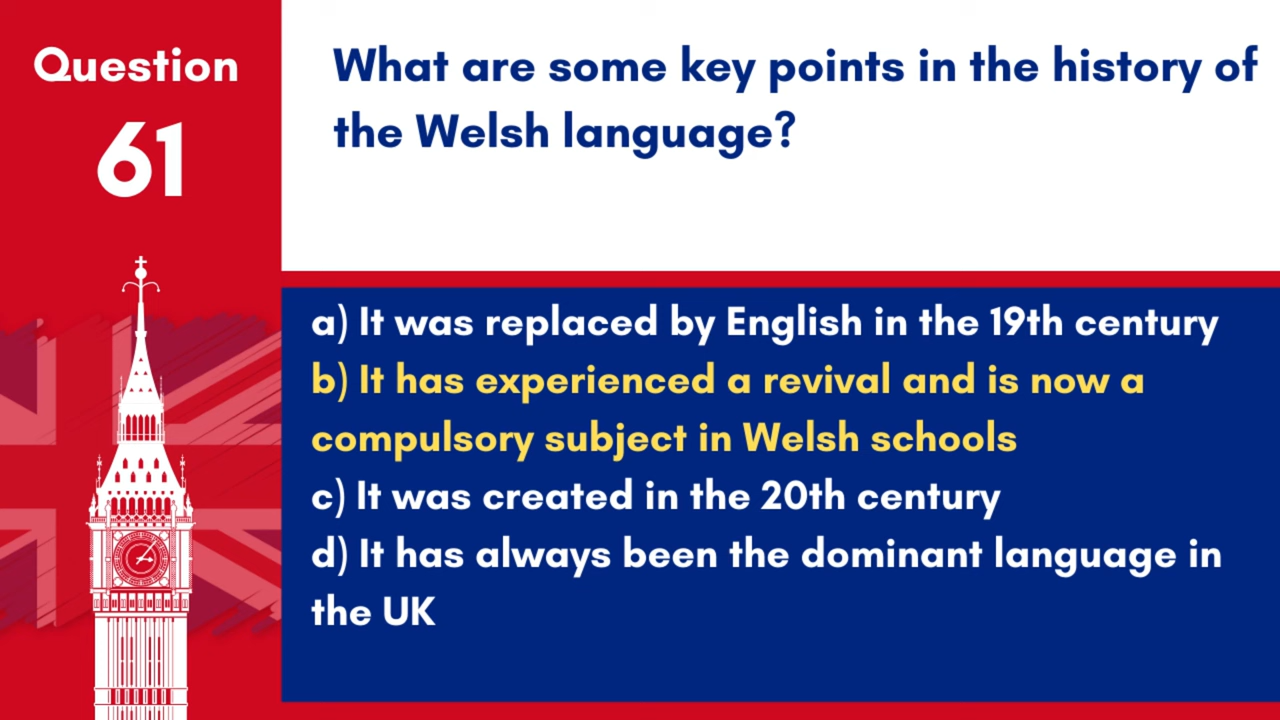 Question
61
What are some key points in the history of
the Welsh language?
a) It was replaced by English in the 19th century
b) It has experienced a revival and is now a
compulsory subject in Welsh schools
c) It was created in the 20th century
d) It has always been the dominant language in
the UK